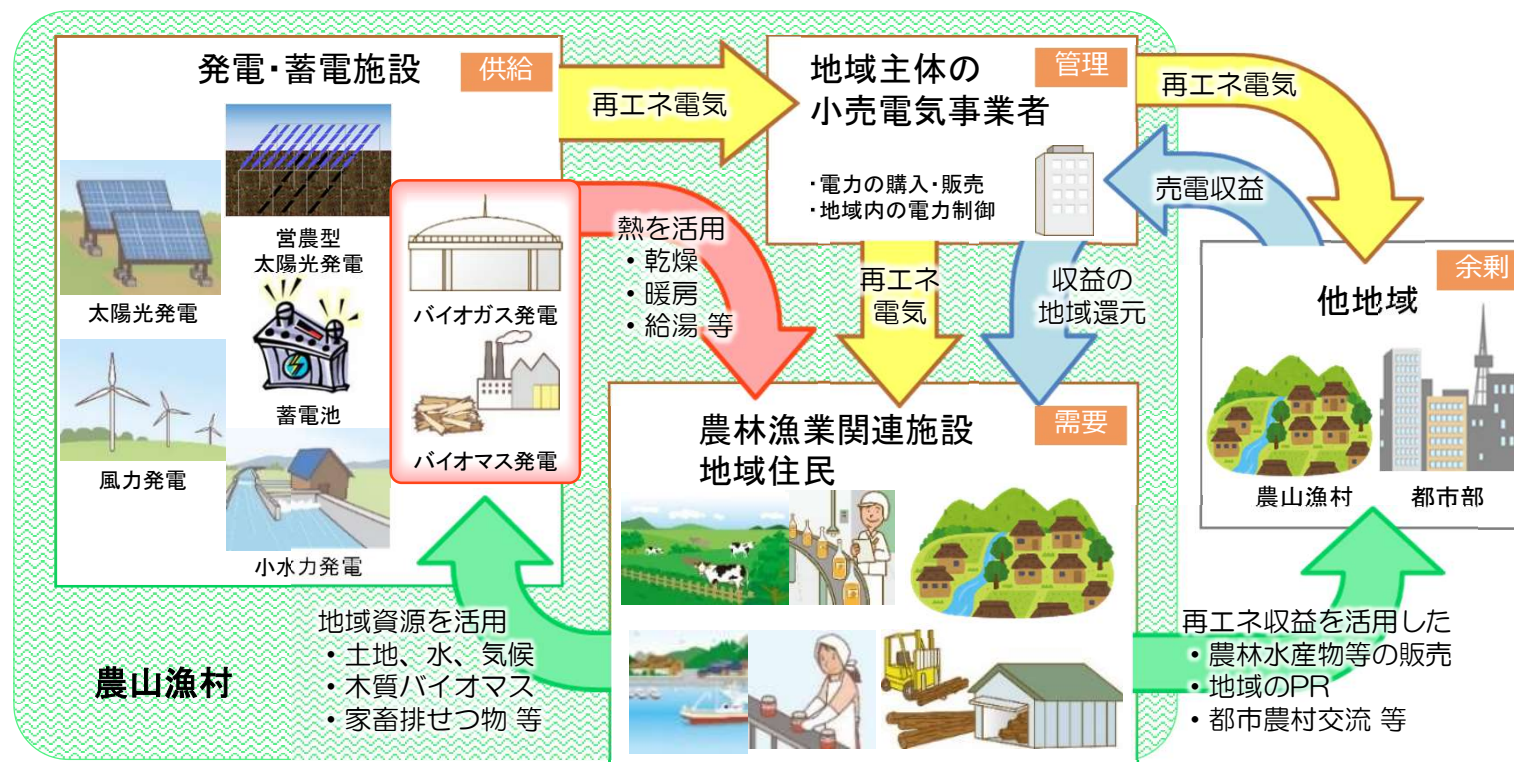 発電・蓄電施設
供給
太陽光発電
営農型
太陽光発電
蓄電池
風力発電
小水力発電
バイオガス発電
バイオマス発電
再エネ電気
地域主体の
小売電気事業者
管理
・電力の購入・販売
・地域内の電力制御
再エネ電気
売電収益
熱を活用
・乾燥
・暖房
・給湯 等
再エネ
電気
収益の
地域還元
余剰
他地域
農山漁村
都市部
需要
農林漁業関連施設
地域住民
地域資源を活用
・土地、水、気候
・木質バイオマス
・家畜排せつ物 等
農山漁村
再エネ収益を活用した
・農林水産物等の販売
・地域のPR
・都市農村交流 等